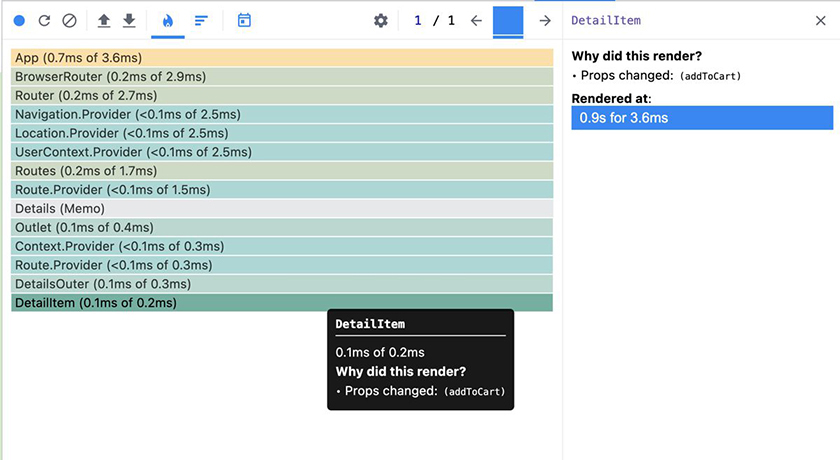 1 / 1
DetailItem
App (0.7ms of 3.6ms)
BrowserRouter (0.2ms of 2.9ms)
Router (0.2ms of 2.7ms)
Navigation.Provider (<0.1ms of 2.5ms)
Location.Provider (<0.1ms of 2.5ms)
UserContext.Provider (<0.1ms of 2.5ms)
Routes (0.2ms of 1.7ms)
Route.Provider (<0.1ms of 1.5ms)
Details (Memo)
Outlet (0.1ms of 0.4ms)
Context.Provider (<0.1ms of 0.3ms)
Route.Provider (<0.1ms of 0.3ms)
DetailsOuter (0.1ms of 0.3ms)
DetailItem (0.1ms of 0.2ms)
DetailItem
0.1ms of 0.2ms
Why did this render?
• Props changed: (addToCart)
Why did this render?
• Props changed: (addToCart)
Rendered at:
0.9s for 3.6ms